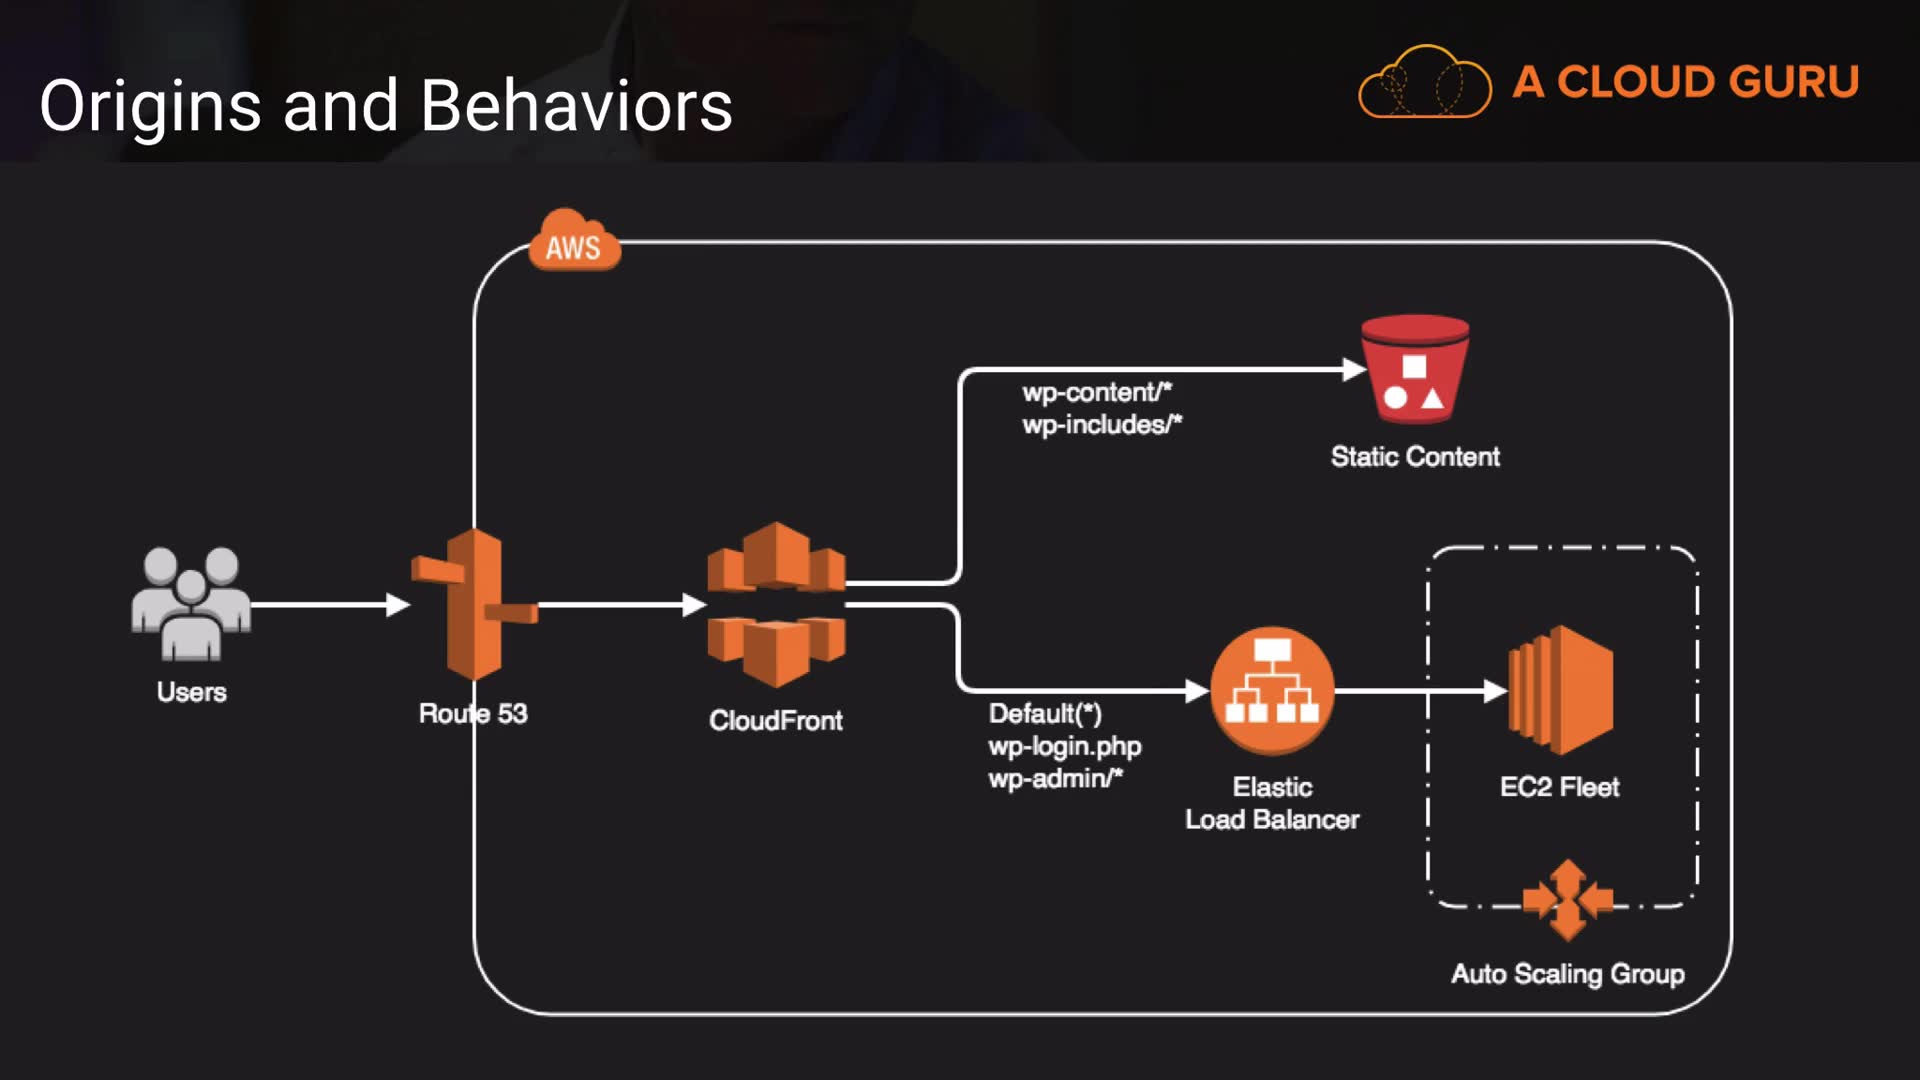 Origins and Behaviors
A CLOUD GURU
AWS
wp-content/*
wp-includes/*
Static Content
Users
Route 53
CloudFront
Default(*)
wp-login.php
wp-admin/*
Elastic
Load Balancer
EC2 Fleet
Auto Scaling Group